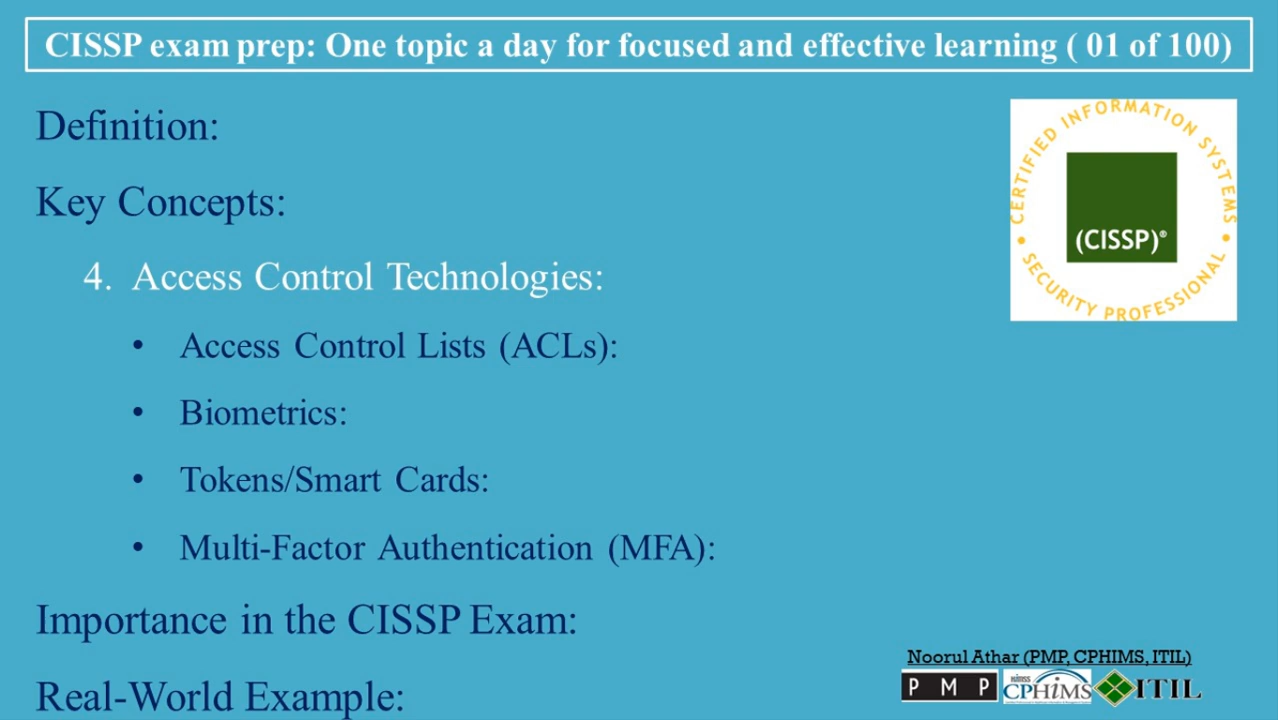 CISSP exam prep: One topic a day for focused and effective learning ( 01 of 100)
Definition:
Key Concepts:
4. Access Control Technologies:
• Access Control Lists (ACLs):
• Biometrics:
• Tokens/Smart Cards:
• Multi-Factor Authentication (MFA):
Importance in the CISSP Exam:
Real-World Example:
CERTIFIED INFORMATION SYSTEMS
(CISSP)®
SECURITY PROFESSIONAL
Noorul Athar (PMP, CPHIMS, ITIL)
PMP
himss
CPHIMS
ITIL